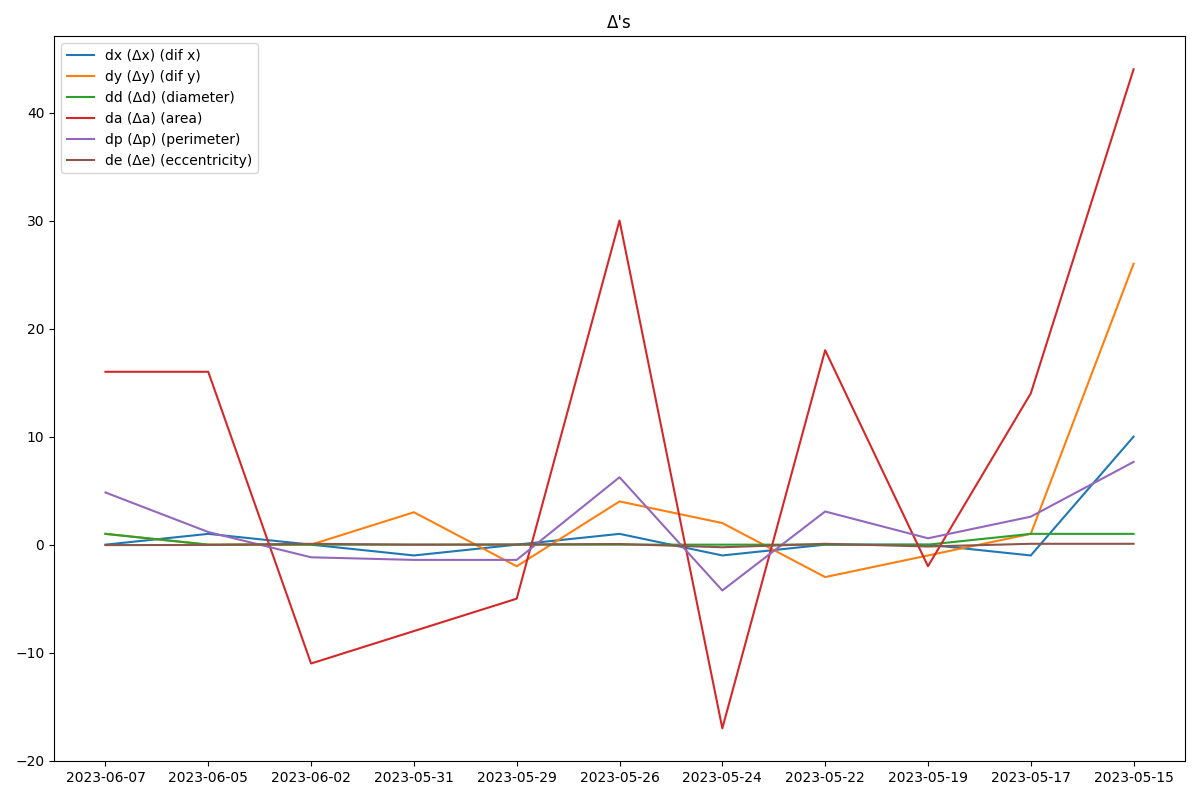 Δ's
dx (Δx) (dif x)
dy (Δy) (dif y)
dd (Δd) (diameter)
da (Δa) (area)
dp (Δp) (perimeter)
de (Δe) (eccentricity)
40
30
20
10
0
−10
−20
2023-06-07 2023-06-05 2023-06-02 2023-05-31 2023-05-29 2023-05-26 2023-05-24 2023-05-22 2023-05-19 2023-05-17 2023-05-15